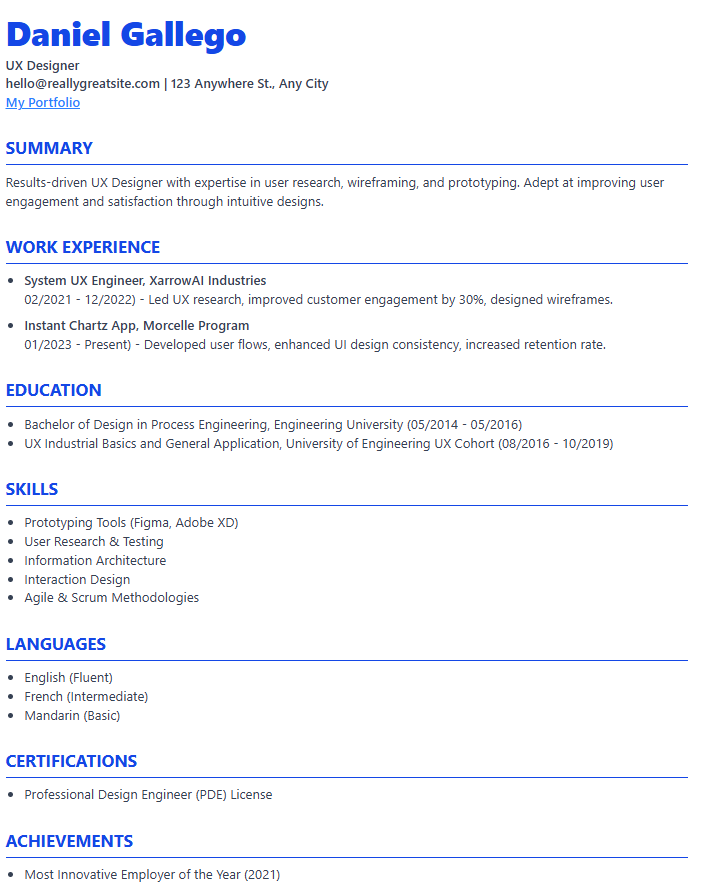 Daniel Gallego
UX Designer
hello@reallygreatsite.com | 123 Anywhere St., Any City
My Portfolio
SUMMARY
Results-driven UX Designer with expertise in user research, wireframing, and prototyping. Adept at improving user
engagement and satisfaction through intuitive designs.
WORK EXPERIENCE
System UX Engineer, XarrowAI Industries
02/2021 - 12/2022) - Led UX research, improved customer engagement by 30%, designed wireframes.
Instant Chartz App, Morcelle Program
01/2023 - Present) - Developed user flows, enhanced UI design consistency, increased retention rate.
EDUCATION
Bachelor of Design in Process Engineering, Engineering University (05/2014 - 05/2016)
UX Industrial Basics and General Application, University of Engineering UX Cohort (08/2016 - 10/2019)
SKILLS
Prototyping Tools (Figma, Adobe XD)
User Research & Testing
Information Architecture
Interaction Design
Agile & Scrum Methodologies
LANGUAGES
English (Fluent)
French (Intermediate)
Mandarin (Basic)
CERTIFICATIONS
Professional Design Engineer (PDE) License
ACHIEVEMENTS
Most Innovative Employer of the Year (2021)